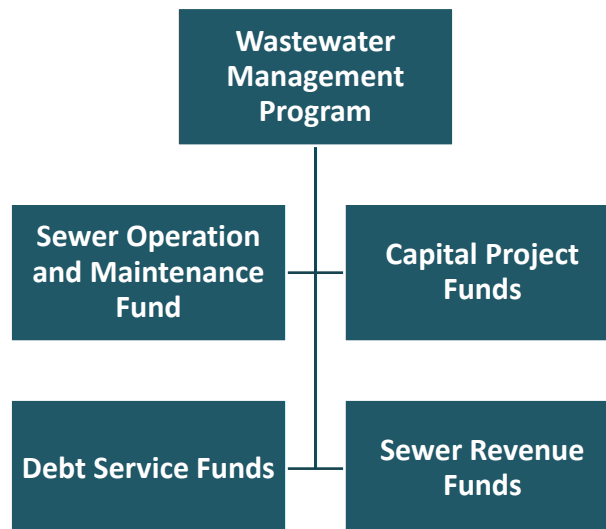 Wastewater
Management
Program
Sewer Operation
and Maintenance
Fund
Capital Project
Funds
Debt Service Funds
Sewer Revenue
Funds